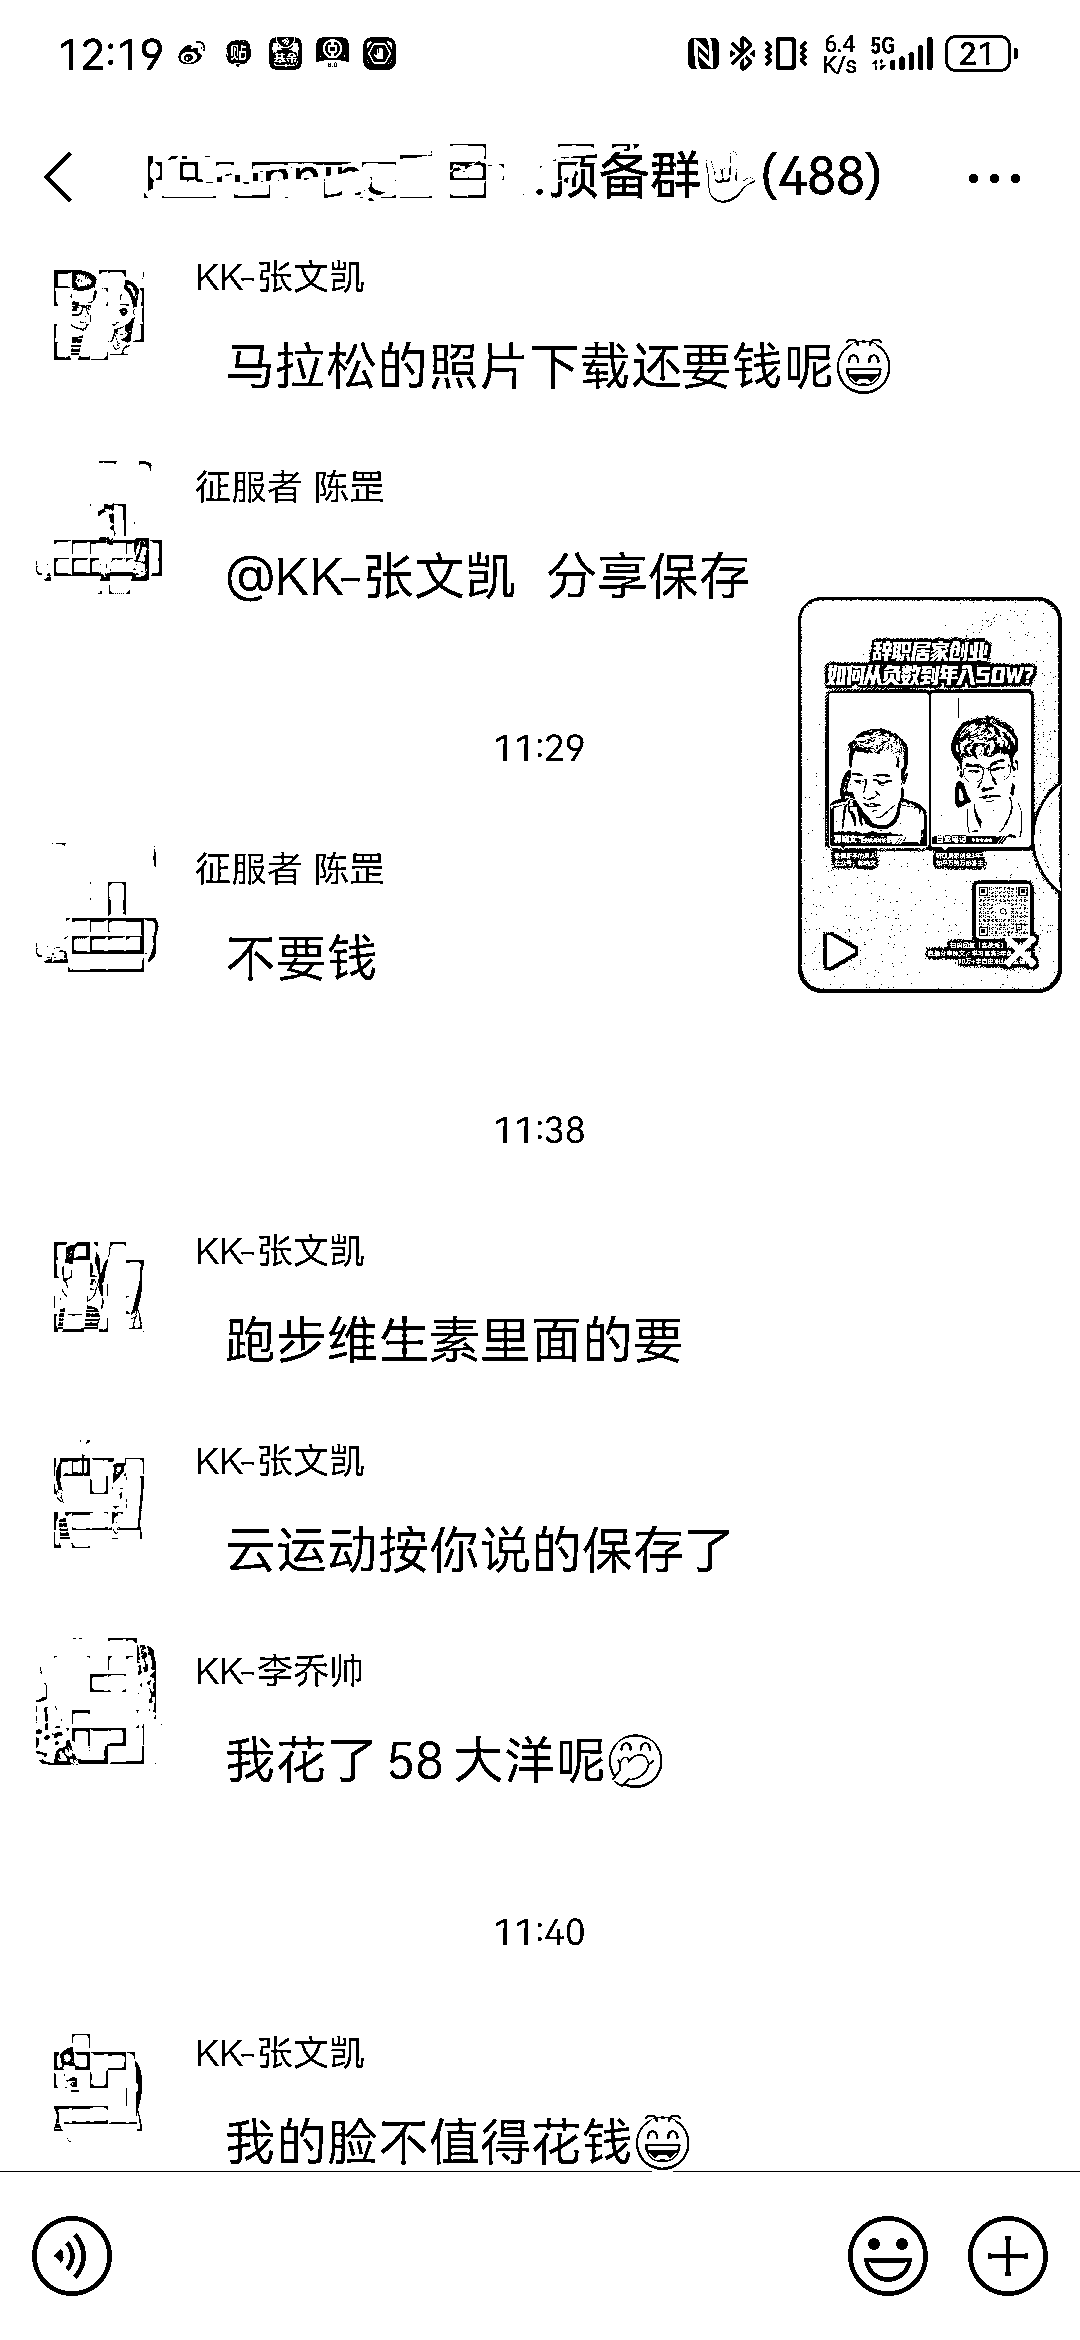 12:19
6.4 K/s 5G 21
预备群🤟(488)
KK-张文凯
马拉松的照片下载还要钱呢😄
征服者 陈罡
@KK-张文凯 分享保存
辞职居家创业
如何从负数到年入50W?
11:29
征服者 陈罡
不要钱
11:38
KK-张文凯
跑步维生素里面的要
KK-张文凯
云运动按你说的保存了
KK-李乔帅
我花了 58 大洋呢🤭
11:40
KK-张文凯
我的脸不值得花钱😄